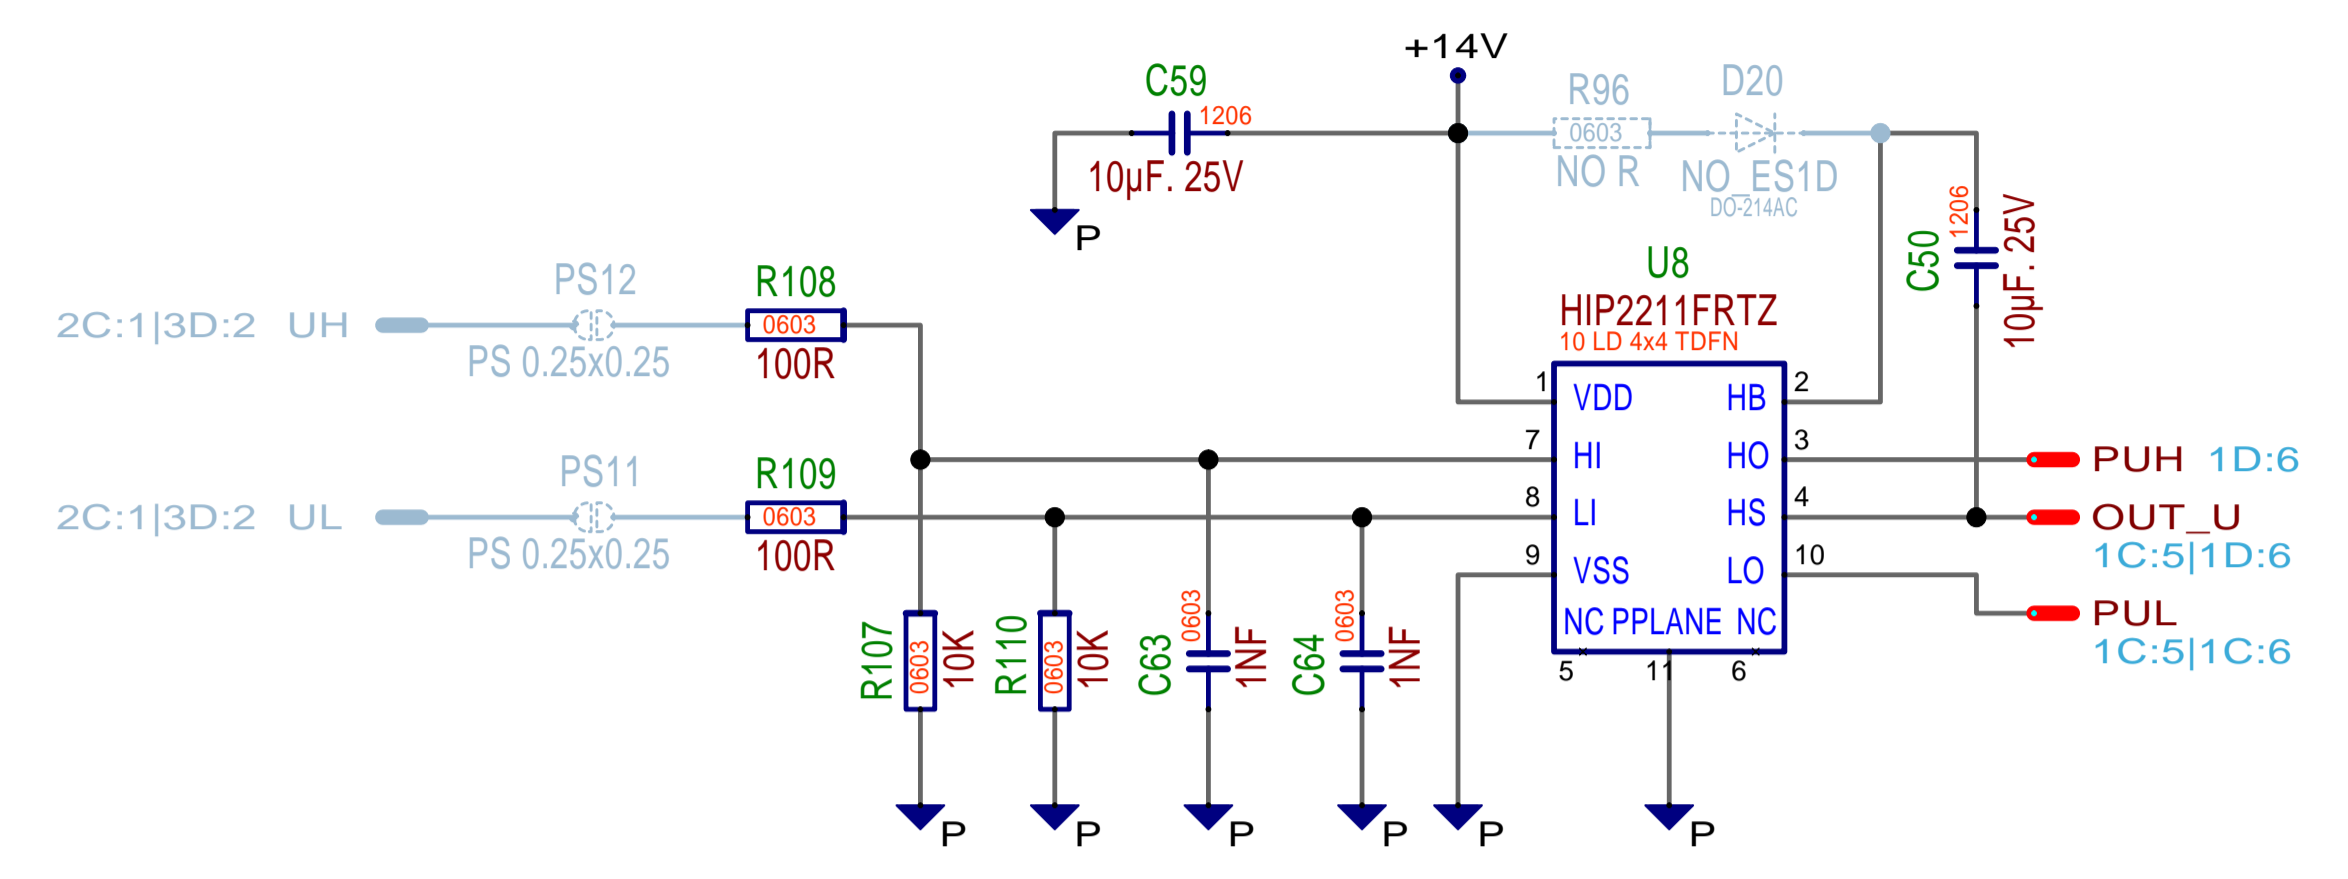 +14V
C59
1206
10µF. 25V
P
R96
0603
NO R
D20
NO_ES1D
DO-214AC
1206
C50
10µF. 25V
U8
HIP2211FRTZ
10 LD 4x4 TDFN
2C:1|3D:2 UH
PS12
PS 0.25x0.25
R108
0603
100R
2C:1|3D:2 UL
PS11
PS 0.25x0.25
R109
0603
100R
1 VDD HB 2
7 HI HO 3
8 LI HS 4
9 VSS LO 10
NC PPLANE NC
5 11 6
PUH 1D:6
OUT_U
1C:5|1D:6
PUL
1C:5|1C:6
R107
0603
10K
R110
0603
10K
C63
0603
1NF
C64
0603
1NF
P P P P P P